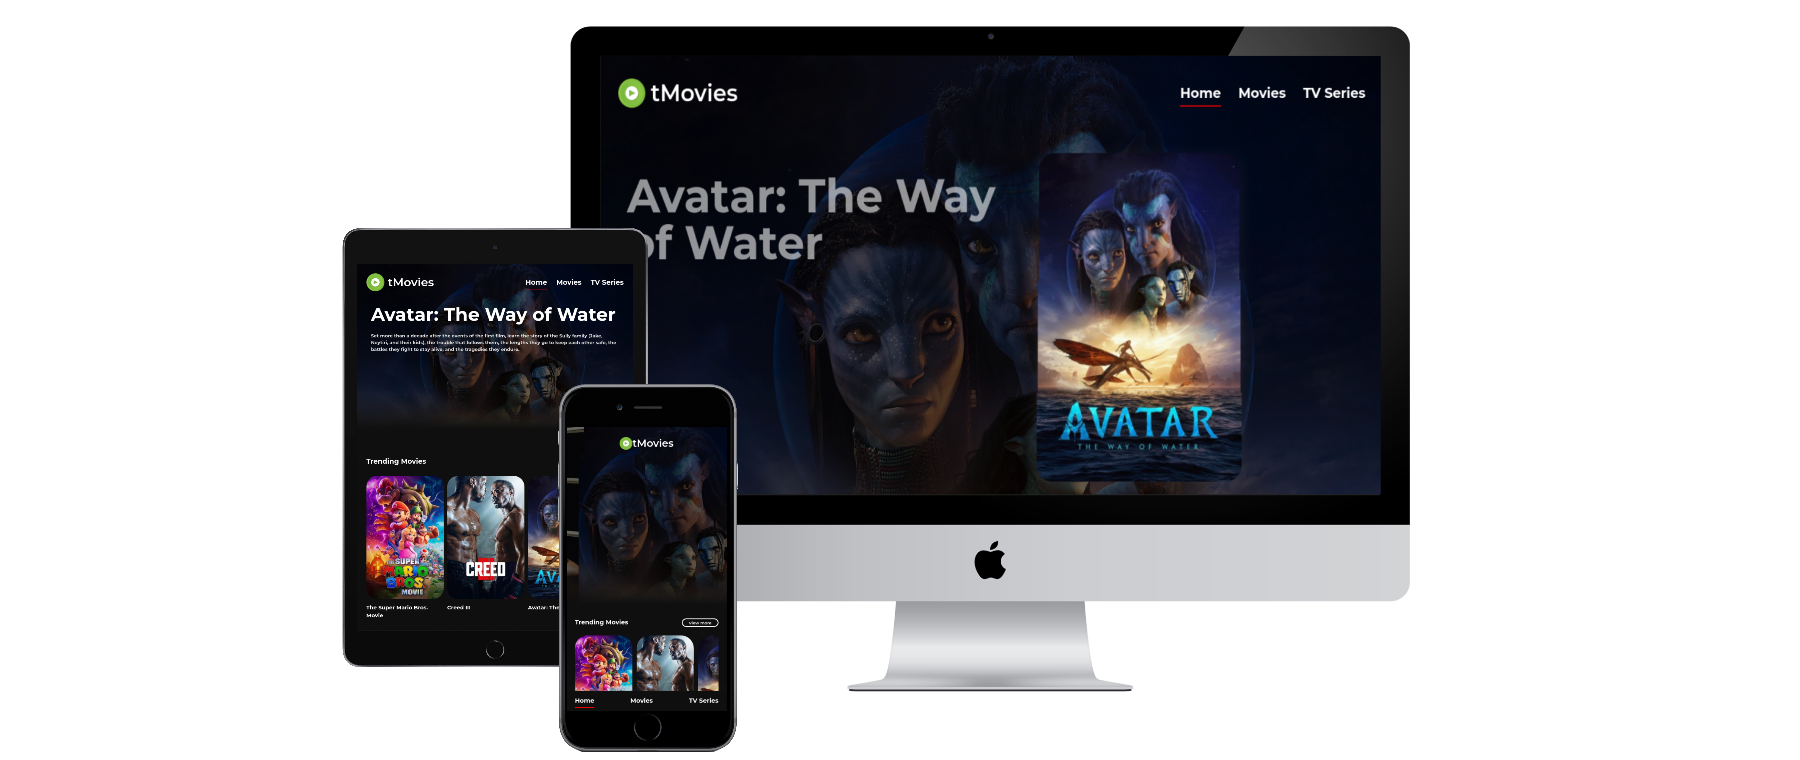 tMovies
Home Movies TV Series
Avatar: The Way
of Water
AVATAR
THE WAY OF WATER
tMovies
Home Movies TV Series
Avatar: The Way of Water
Set more than a decade after the events of the first film, learn the story of the Sully family (Jake,
Neytiri, and their kids), the trouble that follows them, the lengths they go to keep each other safe, the
battles they fight to stay alive, and the tragedies they endure.
Trending Movies
SUPER
MARIO
BROS
MOVIE
CREED
The Super Mario Bros.
Movie
Creed III
Avatar: The
tMovies
Trending Movies
View more
Home Movies TV Series